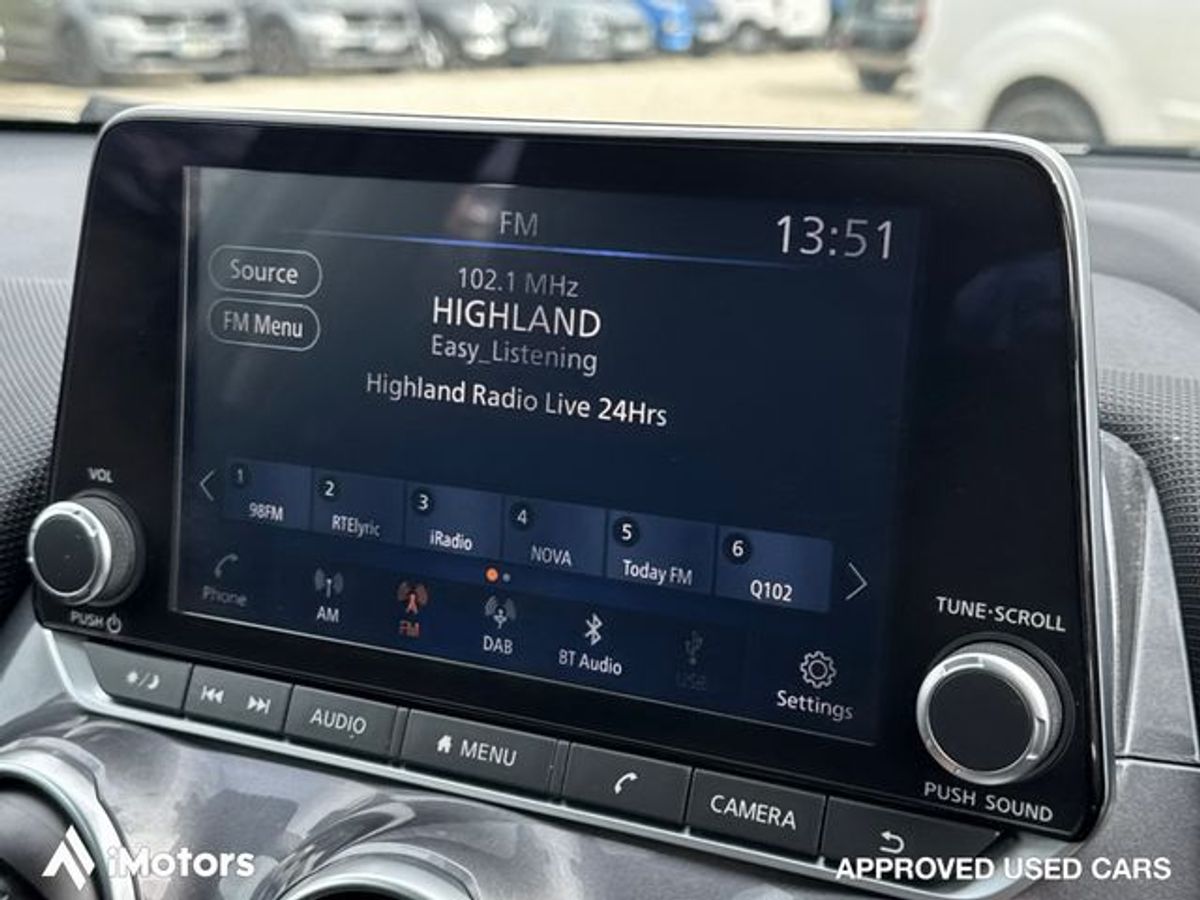 FM
13:51
Source
102.1 MHz
HIGHLAND
FM Menu
Easy_Listening
Highland Radio Live 24Hrs
VOL
1
98FM
2
RTElyric
3
iRadio
4
NOVA
5
Today FM
6
Q102
Phone
AM
FM
DAB
BT Audio
USB
Settings
PUSH
TUNE·SCROLL
PUSH SOUND
AUDIO
MENU
CAMERA
iMotors
APPROVED USED CARS